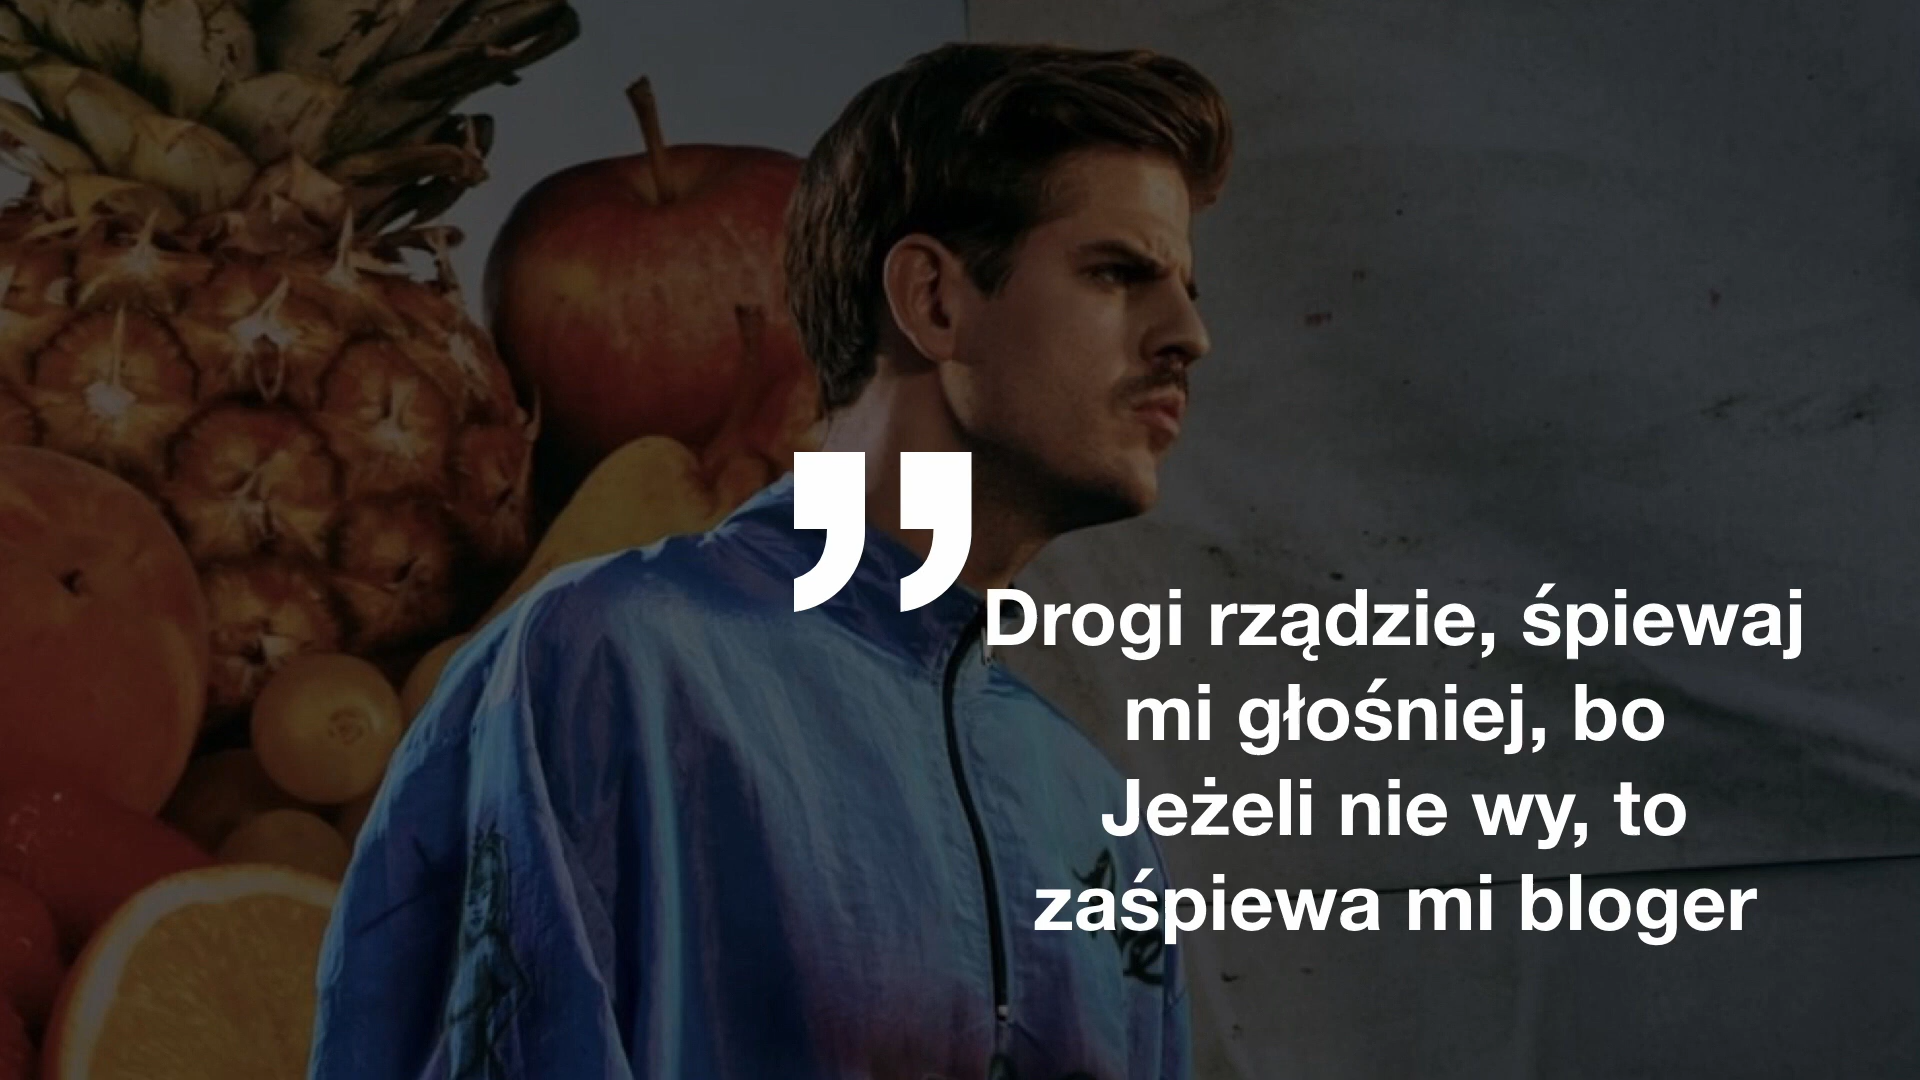 ”
Drogi rządzie, śpiewaj
mi głośniej, bo
Jeżeli nie wy, to
zaśpiewa mi bloger